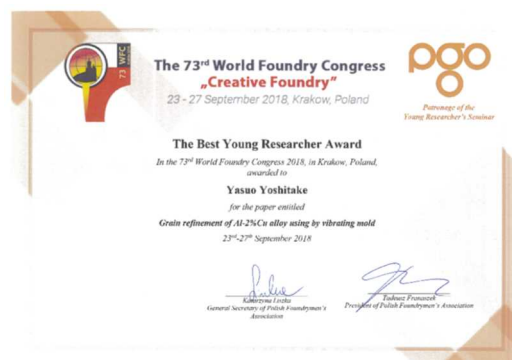 73 WFC
The 73rd World Foundry Congress
„Creative Foundry”
23 - 27 September 2018, Krakow, Poland
pgo
Patronage of the
Young Researcher's Seminar
The Best Young Researcher Award
In the 73rd World Foundry Congress 2018, in Krakow, Poland,
awarded to
Yasuo Yoshitake
for the paper entitled
Grain refinement of Al-2%Cu alloy using by vibrating mold
23rd-27th September 2018
General Secretary of Polish Foundrymen's
Association
Tadeusz Franaszek
President of Polish Foundrymen's Association